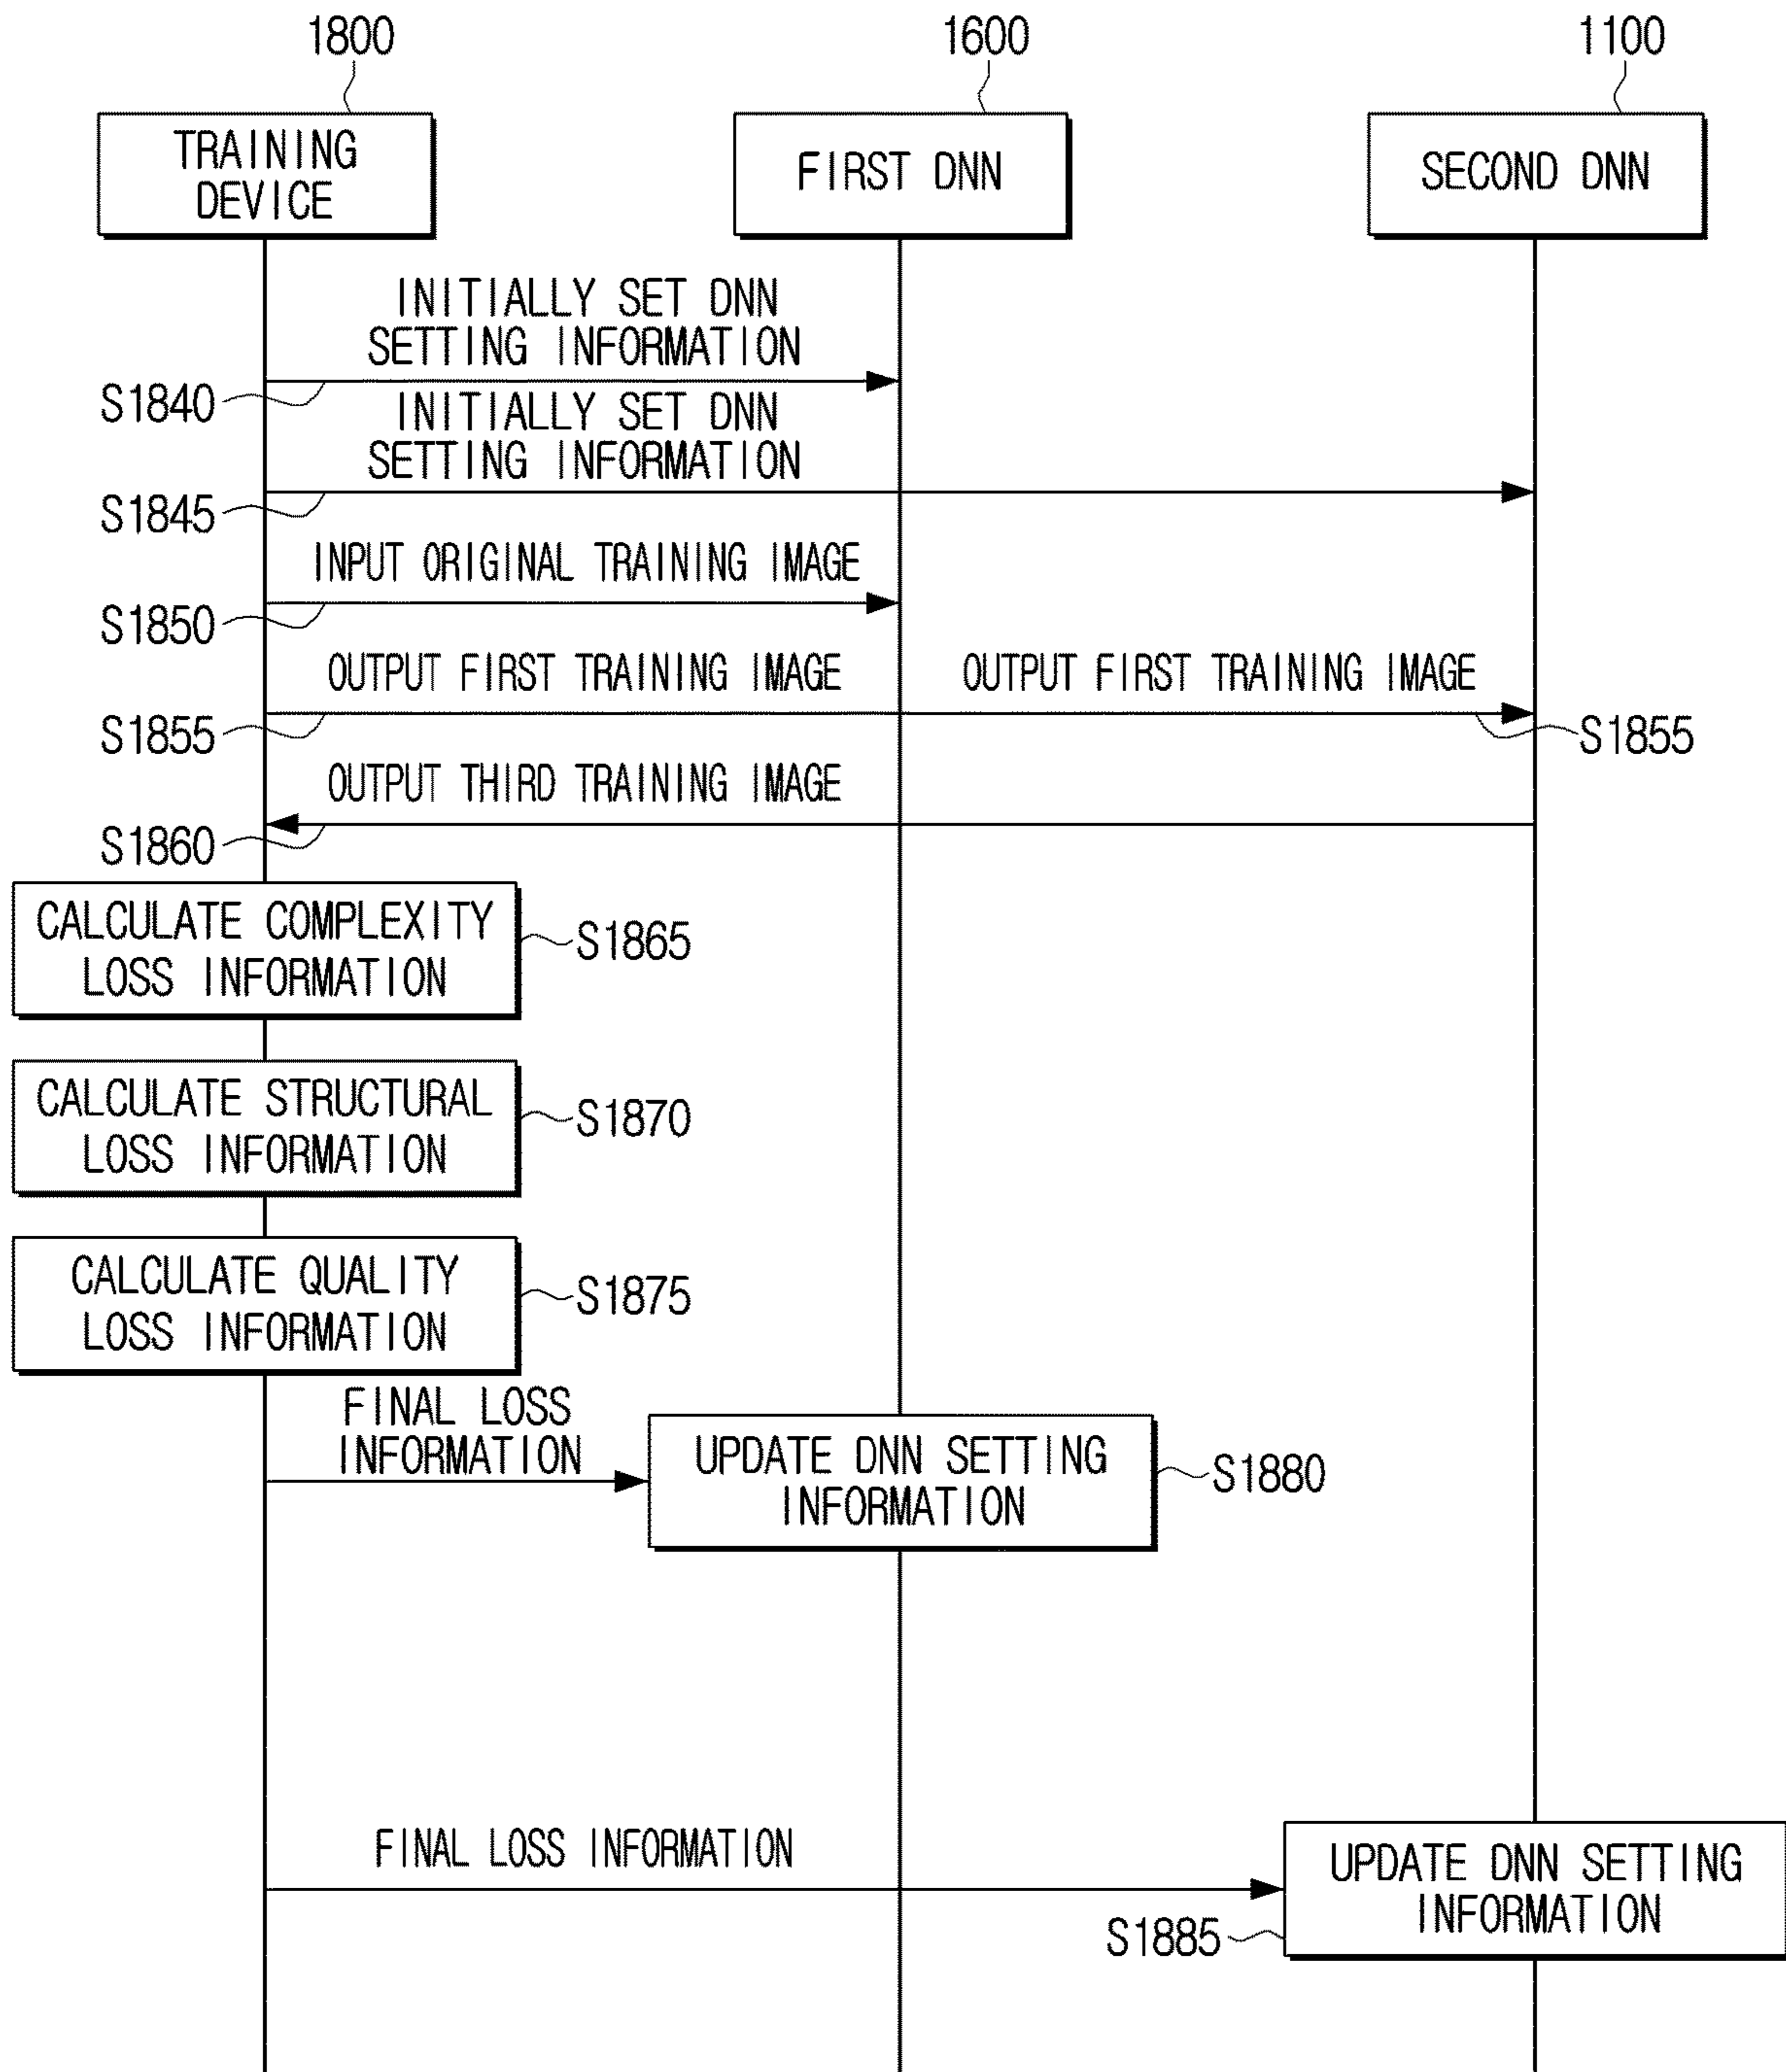 1800
1600
1100
TRAINING
DEVICE
FIRST DNN
SECOND DNN
INITIALLY SET DNN
SETTING INFORMATION
S1840
INITIALLY SET DNN
SETTING INFORMATION
S1845
INPUT ORIGINAL TRAINING IMAGE
S1850
OUTPUT FIRST TRAINING IMAGE
OUTPUT FIRST TRAINING IMAGE
S1855
S1855
OUTPUT THIRD TRAINING IMAGE
S1860
CALCULATE COMPLEXITY
LOSS INFORMATION
S1865
CALCULATE STRUCTURAL
LOSS INFORMATION
S1870
CALCULATE QUALITY
LOSS INFORMATION
S1875
FINAL LOSS
INFORMATION
UPDATE DNN SETTING
INFORMATION
S1880
FINAL LOSS INFORMATION
UPDATE DNN SETTING
INFORMATION
S1885